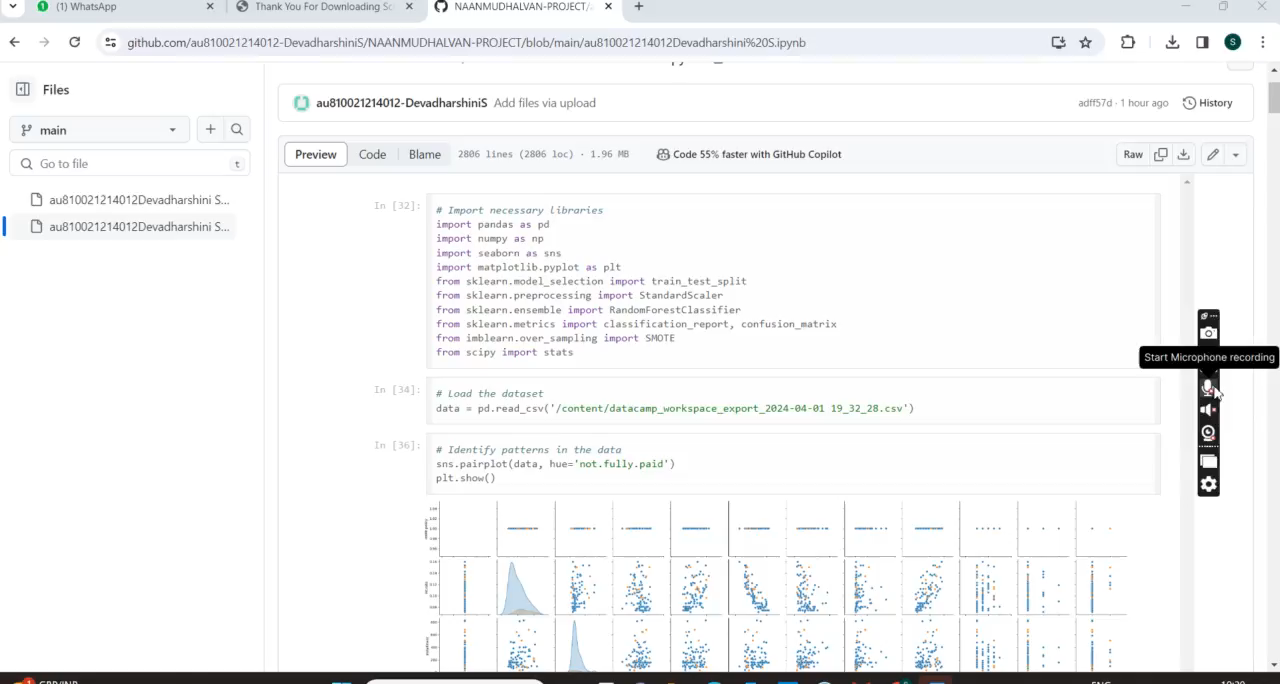 (1) WhatsApp
Thank You For Downloading Sc
NAANMUDHALVAN-PROJECT/a
github.com/au810021214012-DevadharshiniS/NAANMUDHALVAN-PROJECT/blob/main/au810021214012Devadharshini%20S.ipynb
S
Files
main
Go to file
t
au810021214012Devadharshini S...
au810021214012Devadharshini S...
au810021214012-DevadharshiniS Add files via upload
adff57d · 1 hour ago
History
Preview
Code
Blame
2806 lines (2806 loc) · 1.96 MB
Code 55% faster with GitHub Copilot
Raw
In [32]:
# Import necessary libraries
import pandas as pd
import numpy as np
import seaborn as sns
import matplotlib.pyplot as plt
from sklearn.model_selection import train_test_split
from sklearn.preprocessing import StandardScaler
from sklearn.ensemble import RandomForestClassifier
from sklearn.metrics import classification_report, confusion_matrix
from imblearn.over_sampling import SMOTE
from scipy import stats
Start Microphone recording
In [34]:
# Load the dataset
data = pd.read_csv('/content/datacamp_workspace_export_2024-04-01 19_32_28.csv')
In [36]:
# Identify patterns in the data
sns.pairplot(data, hue='not.fully.paid')
plt.show()